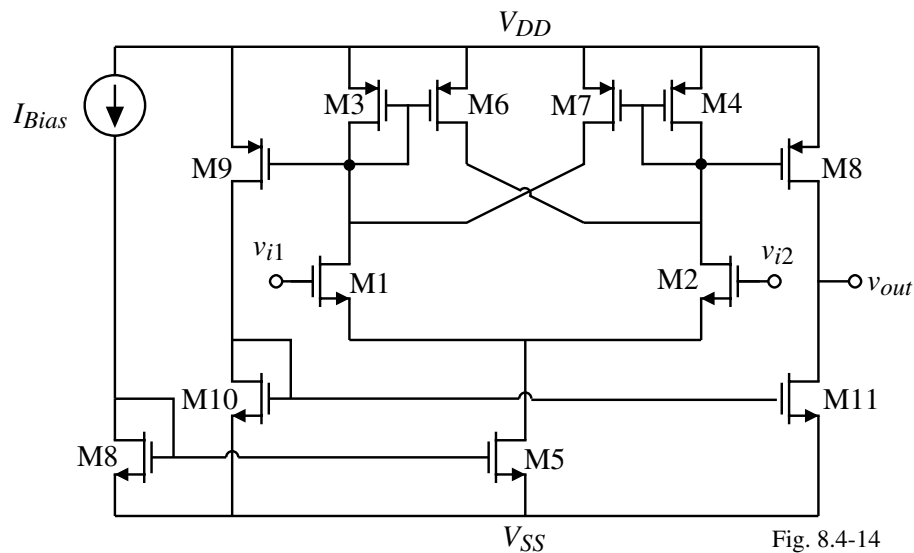 V_DD
M3
M6
M7
M4
I_Bias
M9
M8
v_i1
v_i2
M1
M2
v_out
M10
M11
M8
M5
V_SS
Fig. 8.4-14